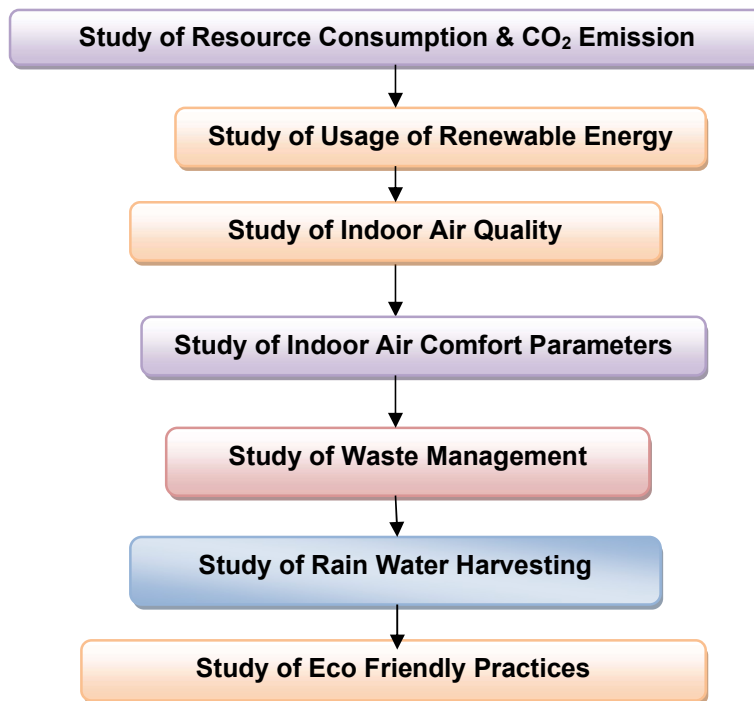 Study of Resource Consumption & CO₂ Emission
Study of Usage of Renewable Energy
Study of Indoor Air Quality
Study of Indoor Air Comfort Parameters
Study of Waste Management
Study of Rain Water Harvesting
Study of Eco Friendly Practices